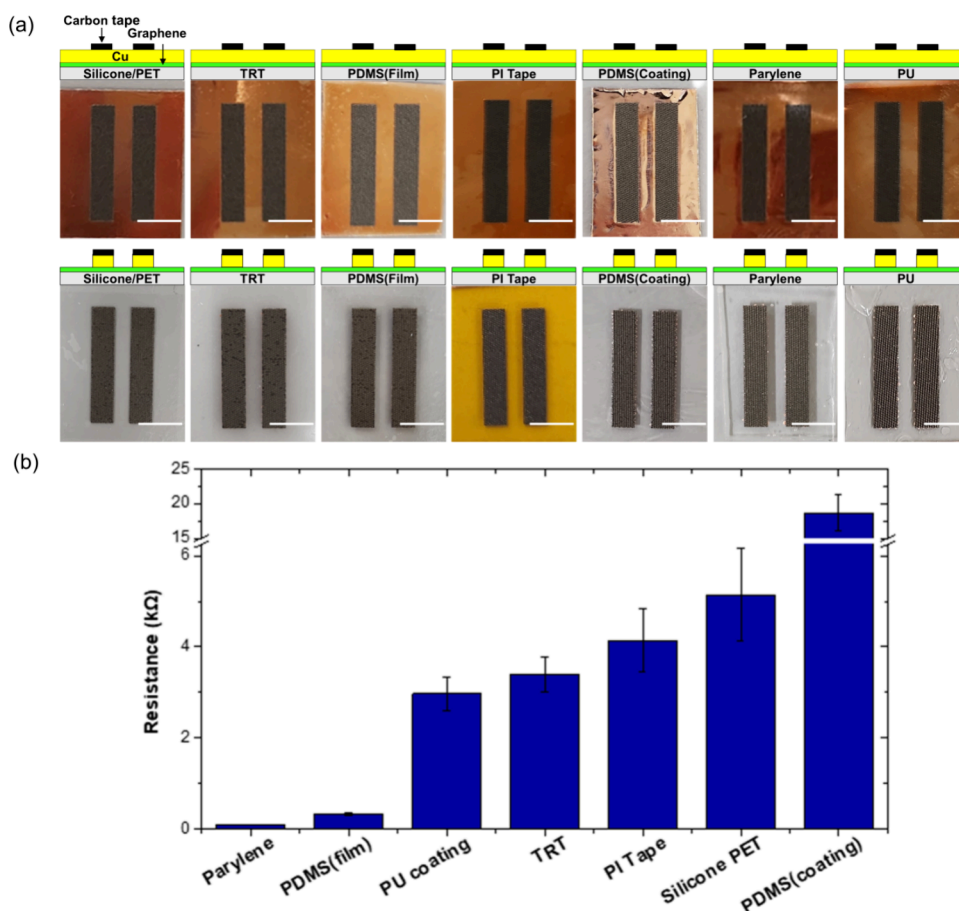 (a)
Carbon tape
Graphene
Cu
Silicone/PET TRT PDMS(Film) PI Tape PDMS(Coating) Parylene PU
Silicone/PET TRT PDMS(Film) PI Tape PDMS(Coating) Parylene PU
(b)
25
20
15
6
4
2
0
Resistance (kΩ)
Parylene
PDMS(film)
PU coating
TRT
PI Tape
Silicone PET
PDMS(coating)